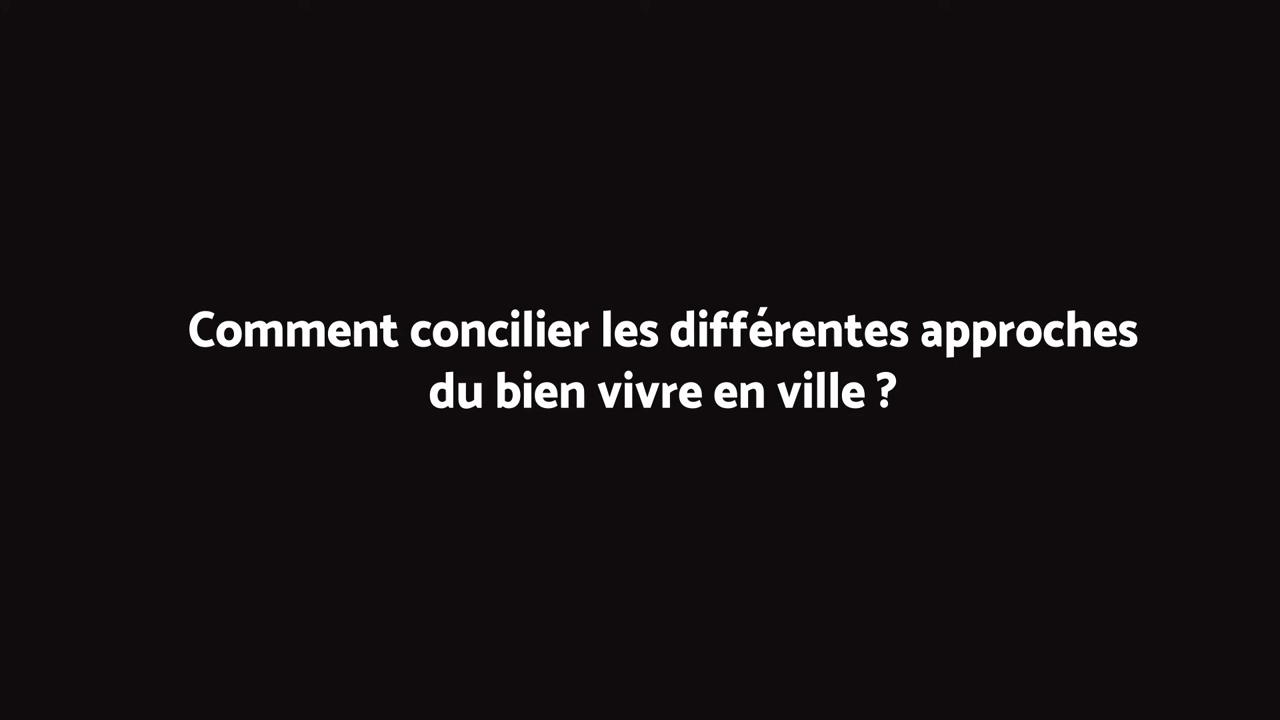 Comment concilier les différentes approches
du bien vivre en ville ?